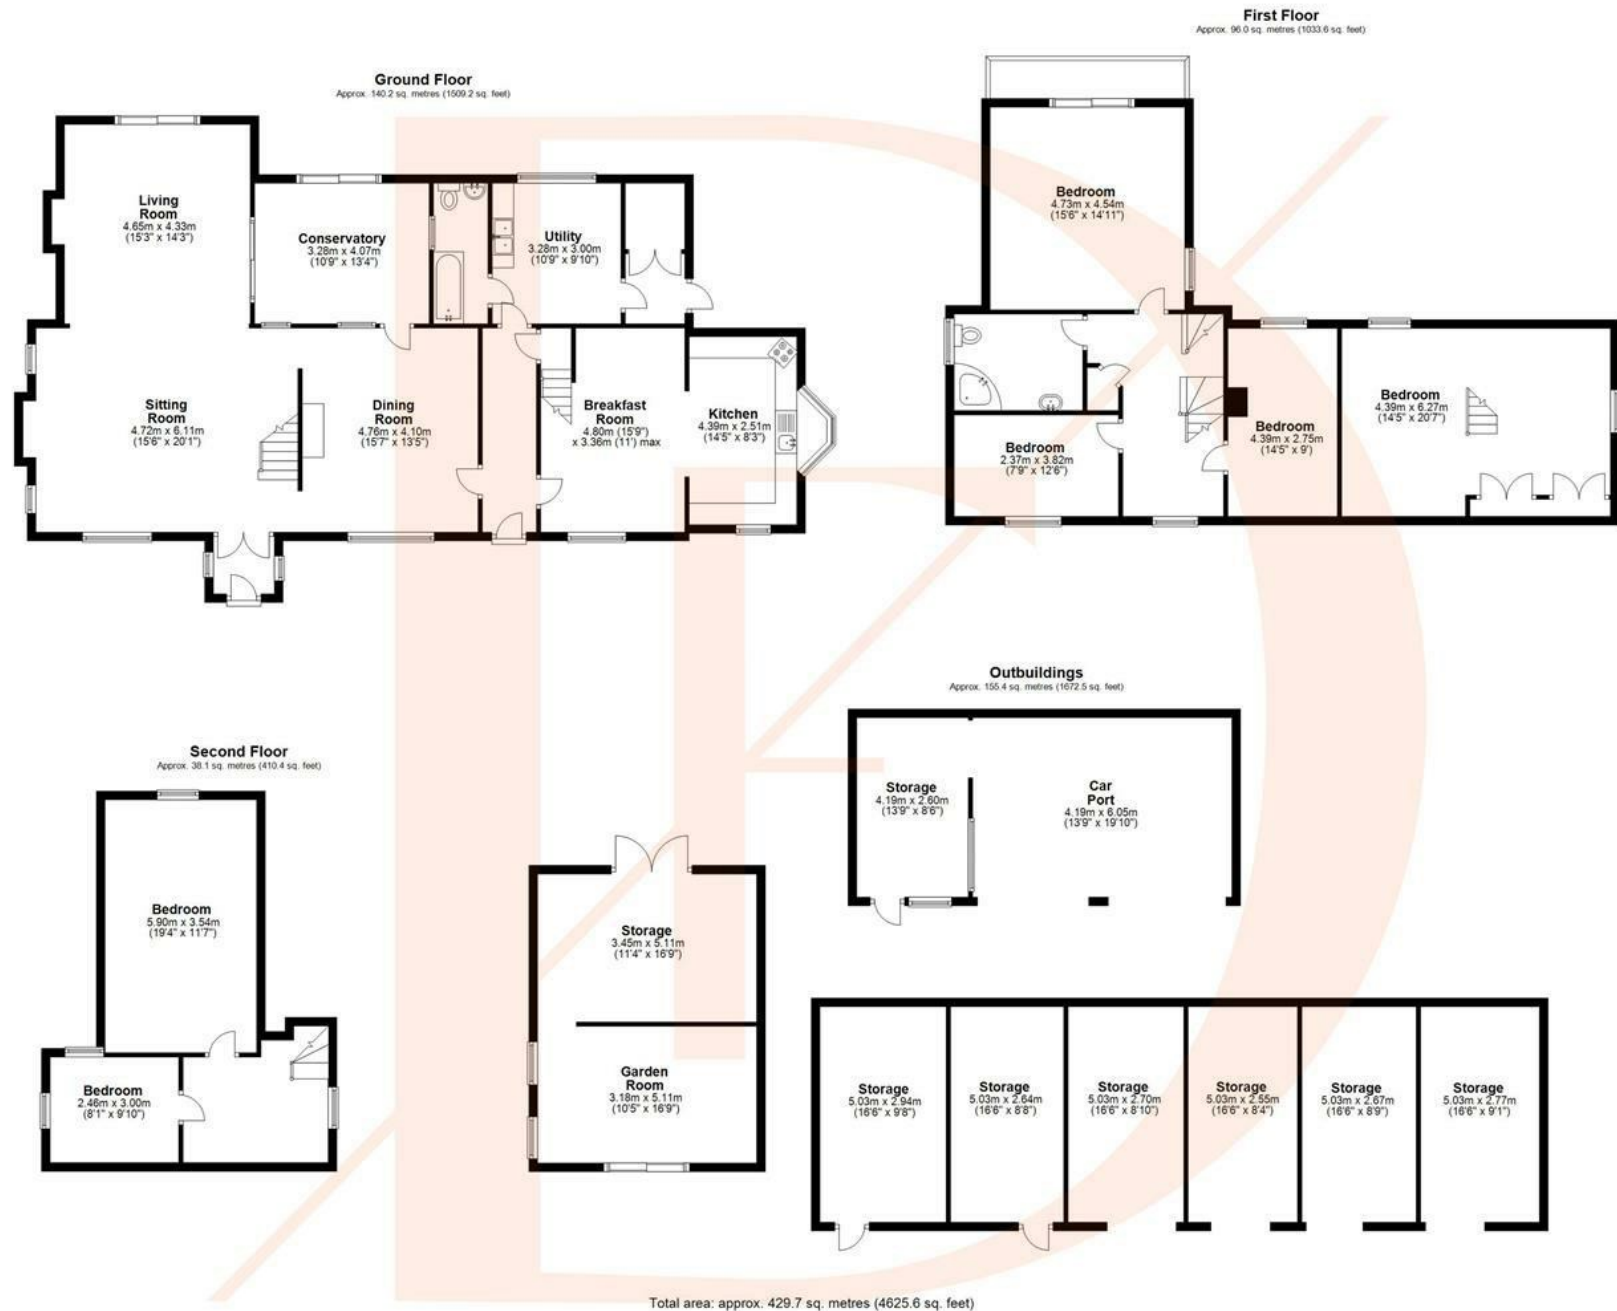 Ground Floor
Approx. 140.2 sq. metres (1509.2 sq. feet)
Living
Room
4.65m x 4.33m
(15'3" x 14'3")
Conservatory
3.28m x 4.07m
(10'9" x 13'4")
Utility
3.28m x 3.00m
(10'9" x 9'10")
Sitting
Room
4.72m x 6.11m
(15'6" x 20'1")
Dining
Room
4.76m x 4.10m
(15'7" x 13'5")
Breakfast
Room
4.80m (15'9")
x 3.36m (11') max
Kitchen
4.39m x 2.51m
(14'5" x 8'3")
First Floor
Approx. 96.0 sq. metres (1033.6 sq. feet)
Bedroom
4.73m x 4.54m
(15'6" x 14'11")
Bedroom
2.37m x 3.82m
(7'9" x 12'6")
Bedroom
4.39m x 2.75m
(14'5" x 9')
Bedroom
4.39m x 6.27m
(14'5" x 20'7")
Second Floor
Approx. 38.1 sq. metres (410.4 sq. feet)
Bedroom
5.90m x 3.54m
(19'4" x 11'7")
Bedroom
2.46m x 3.00m
(8'1" x 9'10")
Outbuildings
Approx. 155.4 sq. metres (1672.5 sq. feet)
Storage
4.19m x 2.60m
(13'9" x 8'6")
Car
Port
4.19m x 6.05m
(13'9" x 19'10")
Storage
3.45m x 5.11m
(11'4" x 16'9")
Garden
Room
3.18m x 5.11m
(10'5" x 16'9")
Storage
5.03m x 2.94m
(16'6" x 9'8")
Storage
5.03m x 2.64m
(16'6" x 8'8")
Storage
5.03m x 2.70m
(16'6" x 8'10")
Storage
5.03m x 2.55m
(16'6" x 8'4")
Storage
5.03m x 2.67m
(16'6" x 8'9")
Storage
5.03m x 2.77m
(16'6" x 9'1")
Total area: approx. 429.7 sq. metres (4625.6 sq. feet)